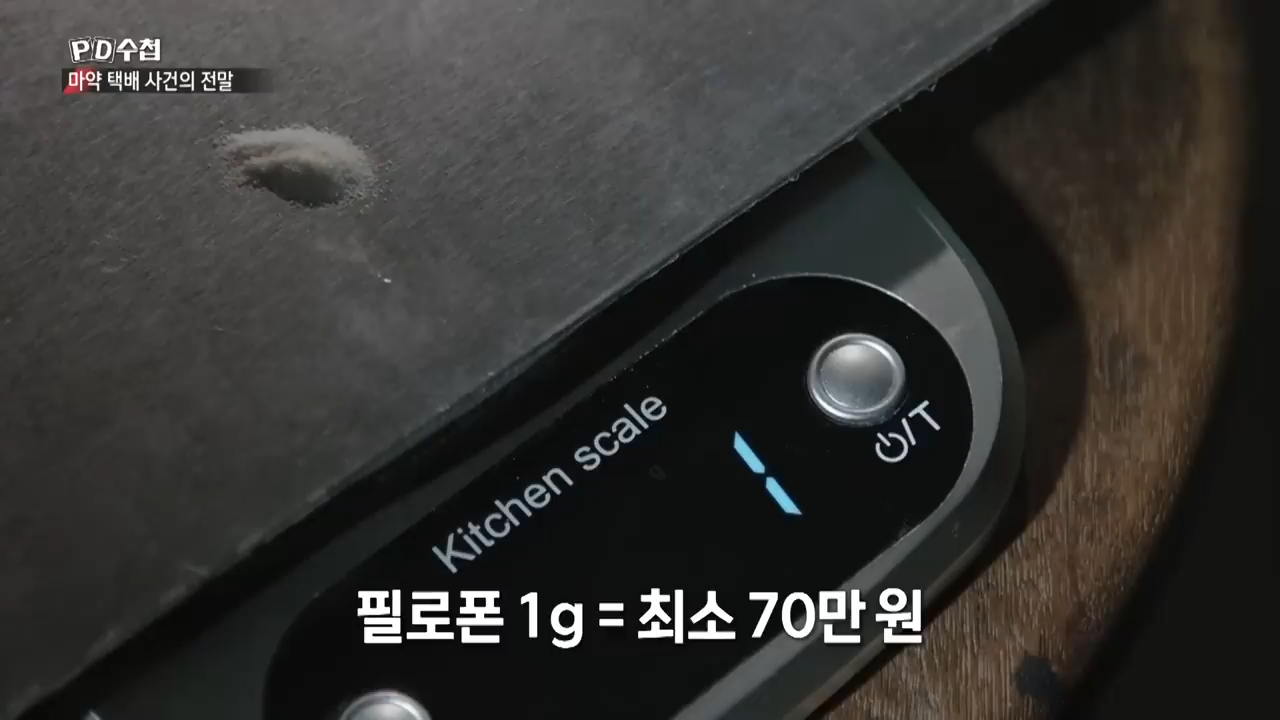 PD수첩
마약 택배 사건의 전말
Kitchen scale
1
⏻/T
필로폰 1g = 최소 70만 원